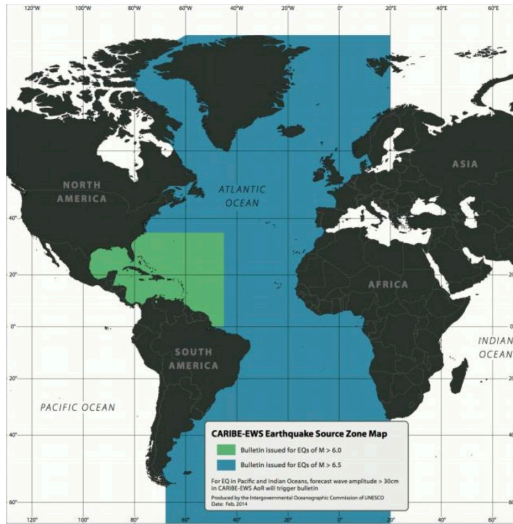 120°W 100°W 80°W 60°W 40°W 20°W 0° 20°E 40°E 60°E
60°N
ASIA
NORTH
AMERICA
ATLANTIC
OCEAN
40°N
20°N
AFRICA
0°
INDIAN
OCEAN
SOUTH
AMERICA
20°S
PACIFIC OCEAN
40°S
60°S
CARIBE-EWS Earthquake Source Zone Map
Bulletin issued for EQs of M > 6.0
Bulletin issued for EQs of M > 6.5
For EQ in Pacific and Indian Oceans, forecast wave amplitude > 30cm
in CARIBE-EWS AoR will trigger bulletin
Produced by the Intergovernmental Oceanographic Commission of UNESCO
Date: Feb, 2014
120°W 100°W 80°W 60°W 40°W 20°W 0° 20°E 40°E 60°E